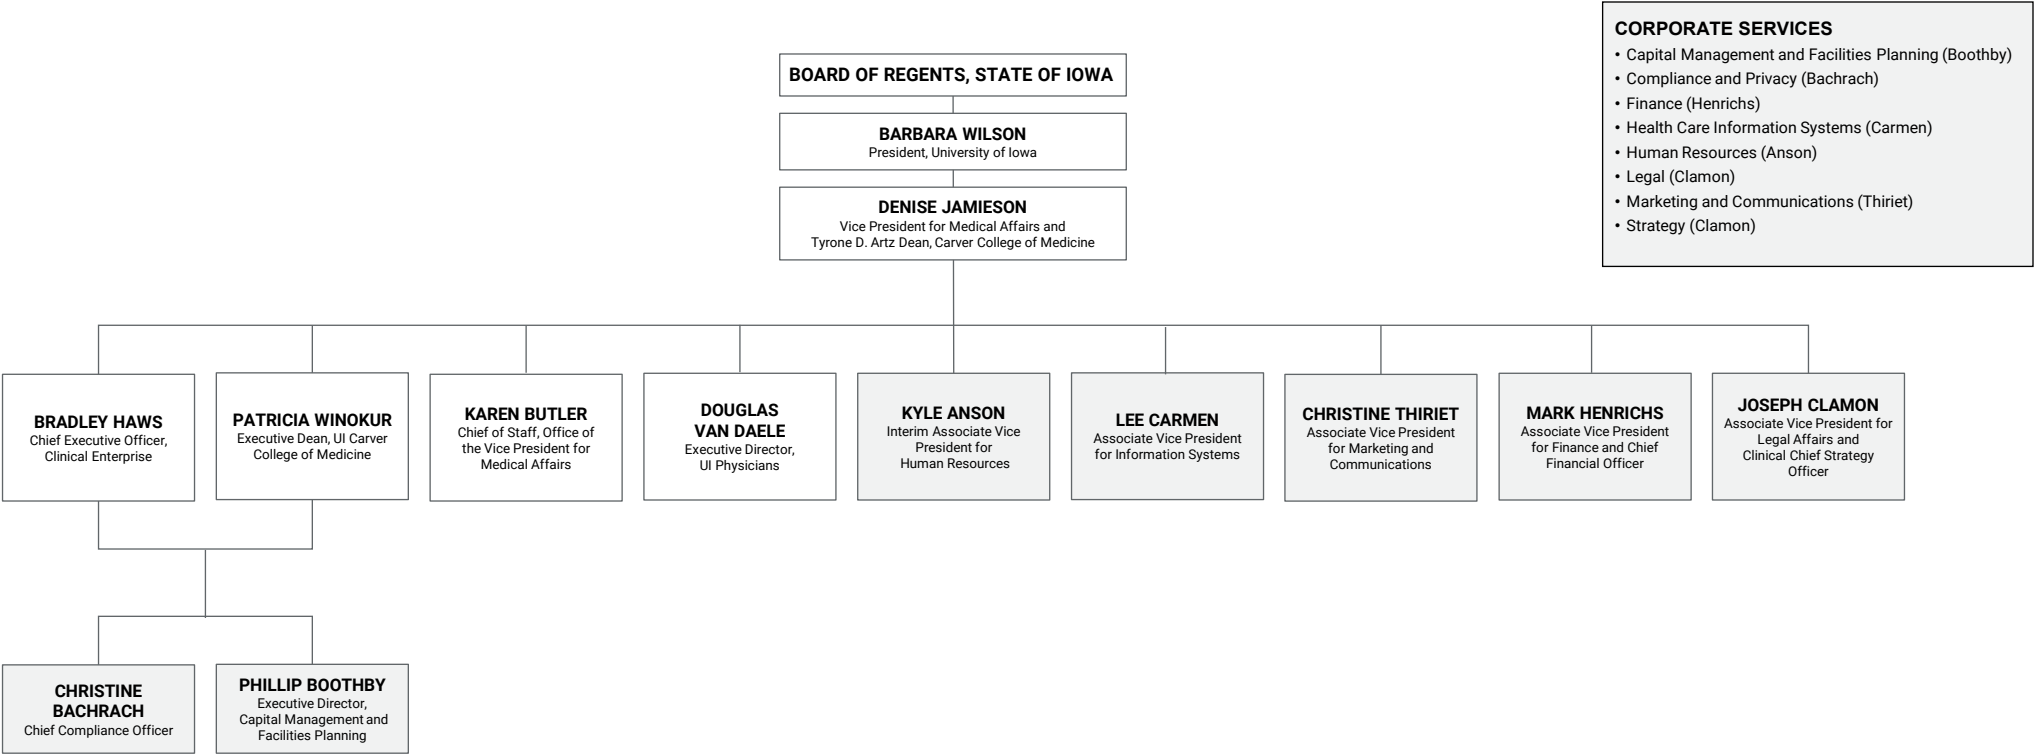 CORPORATE SERVICES
• Capital Management and Facilities Planning (Boothby)
• Compliance and Privacy (Bachrach)
• Finance (Henrichs)
• Health Care Information Systems (Carmen)
• Human Resources (Anson)
• Legal (Clamon)
• Marketing and Communications (Thiriet)
• Strategy (Clamon)
BOARD OF REGENTS, STATE OF IOWA
BARBARA WILSON
President, University of Iowa
DENISE JAMIESON
Vice President for Medical Affairs and
Tyrone D. Artz Dean, Carver College of Medicine
BRADLEY HAWS
Chief Executive Officer,
Clinical Enterprise
PATRICIA WINOKUR
Executive Dean, UI Carver
College of Medicine
KAREN BUTLER
Chief of Staff, Office of
the Vice President for
Medical Affairs
DOUGLAS
VAN DAELE
Executive Director,
UI Physicians
KYLE ANSON
Interim Associate Vice
President for
Human Resources
LEE CARMEN
Associate Vice President
for Information Systems
CHRISTINE THIRIET
Associate Vice President
for Marketing and
Communications
MARK HENRICHS
Associate Vice President
for Finance and Chief
Financial Officer
JOSEPH CLAMON
Associate Vice President for
Legal Affairs and
Clinical Chief Strategy
Officer
CHRISTINE
BACHRACH
Chief Compliance Officer
PHILLIP BOOTHBY
Executive Director,
Capital Management and
Facilities Planning